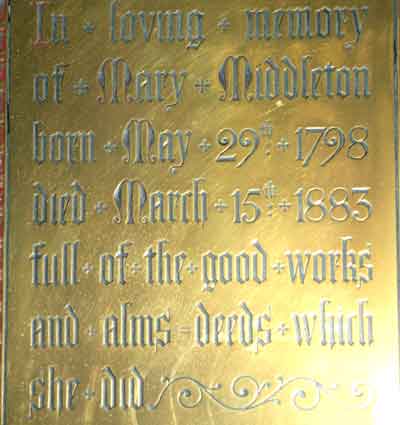 In + loving + memory
of + Mary + Middleton
born + May + 29th + 1798
died + March + 15th + 1883
full + of + the + good + works
and + alms = deeds + which
she + did